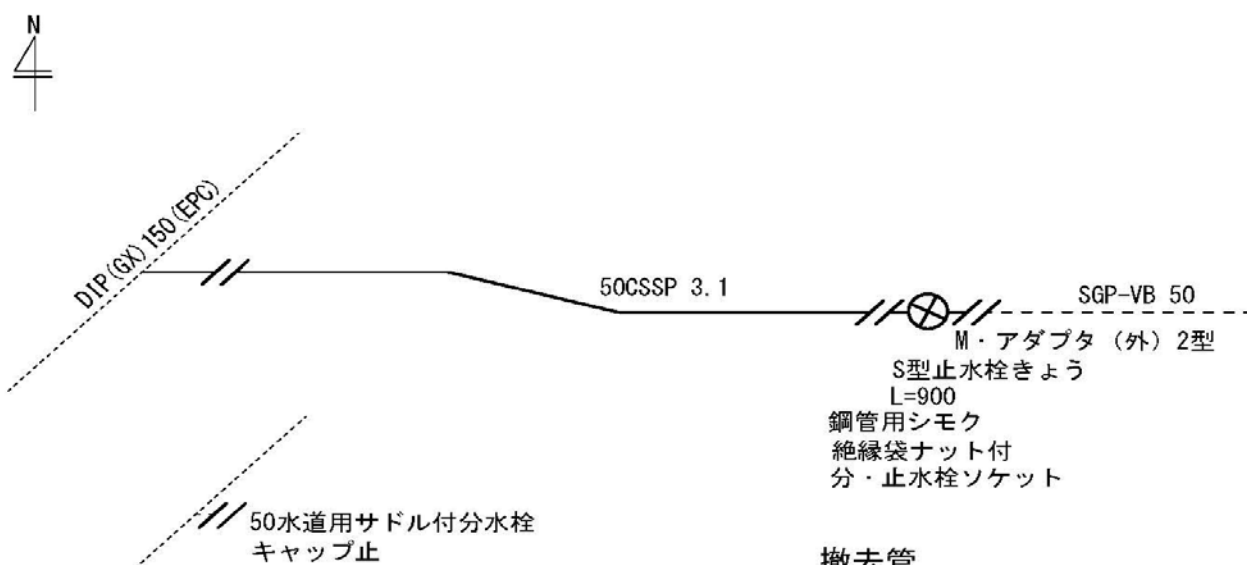 N
DIP(GX)150(EPC)
50CSSP 3.1
SGP-VB 50
M・アダプタ（外）2型
S型止水栓きょう
L=900
鋼管用シモク
絶縁袋ナット付
分・止水栓ソケット
50水道用サドル付分水栓
キャップ止
撤去管